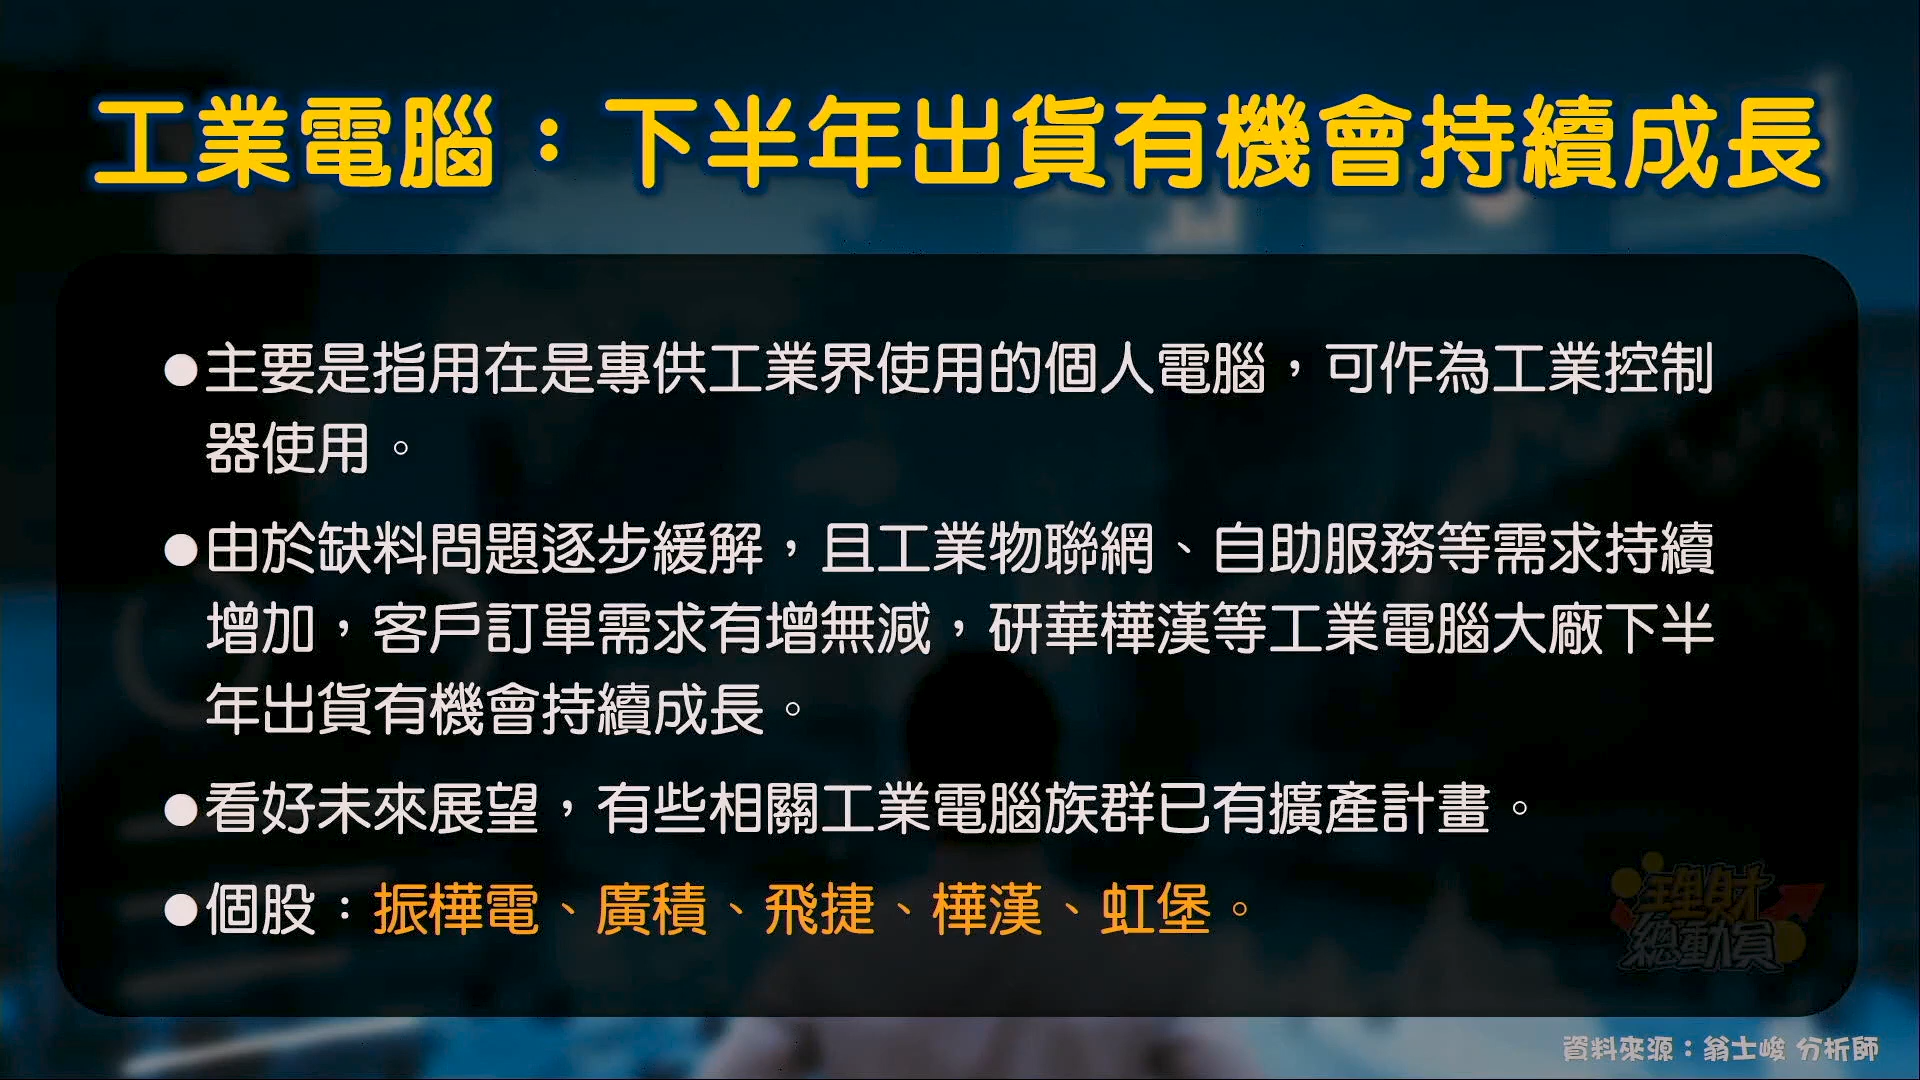 工業電腦：下半年出貨有機會持續成長
●主要是指用在是專供工業界使用的個人電腦，可作為工業控制
器使用。
●由於缺料問題逐步緩解，且工業物聯網、自助服務等需求持續
增加，客戶訂單需求有增無減，研華樺漢等工業電腦大廠下半
年出貨有機會持續成長。
●看好未來展望，有些相關工業電腦族群已有擴產計畫。
●個股：振樺電、廣積、飛捷、樺漢、虹堡。
理財
總動員
資料來源：翁士峻 分析師